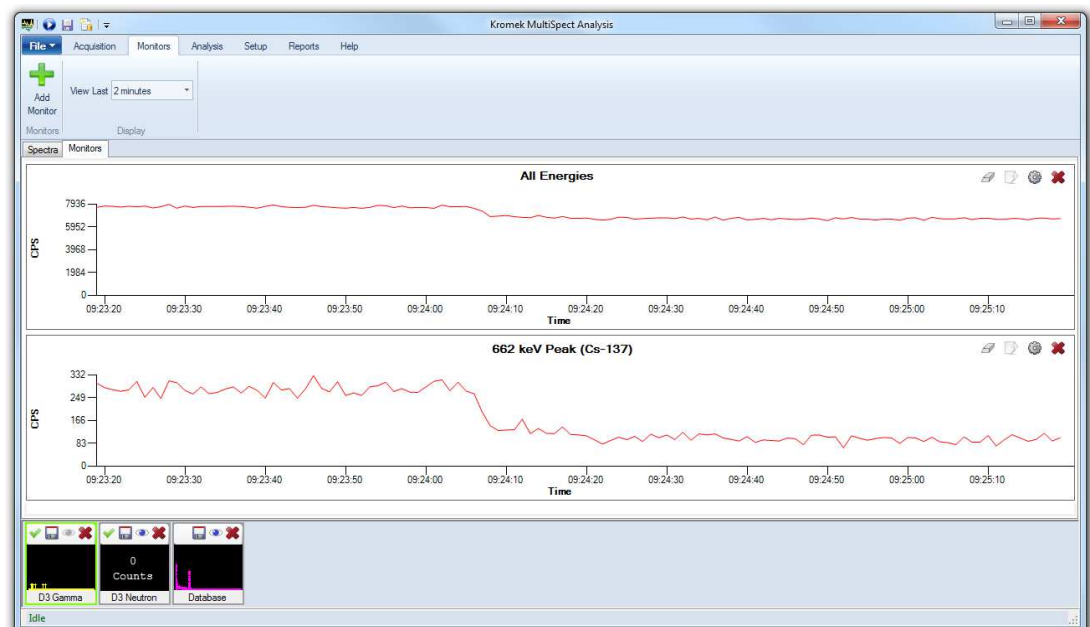 Kromek MultiSpect Analysis
File Acquisition Monitors Analysis Setup Reports Help
Add
Monitor
View Last 2 minutes
Monitors Display
Spectra Monitors
All Energies
7936
5952
3968
1984
0
CPS
09:23:20 09:23:30 09:23:40 09:23:50 09:24:00 09:24:10 09:24:20 09:24:30 09:24:40 09:24:50 09:25:00 09:25:10
Time
662 keV Peak (Cs-137)
332
249
166
83
0
CPS
09:23:20 09:23:30 09:23:40 09:23:50 09:24:00 09:24:10 09:24:20 09:24:30 09:24:40 09:24:50 09:25:00 09:25:10
Time
0
Counts
D3 Gamma D3 Neutron Database
Idle